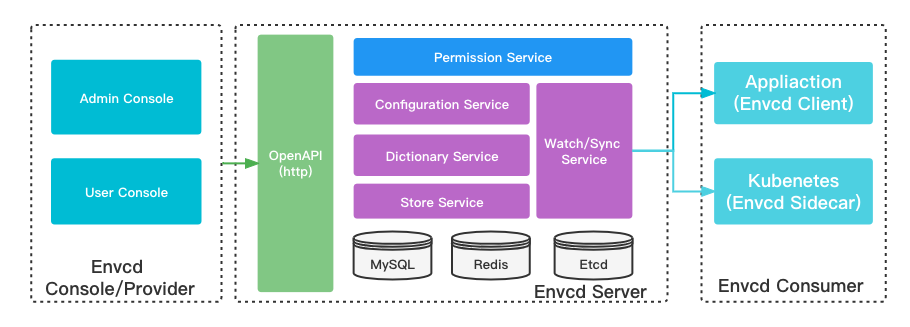 Admin Console
User Console
Envcd
Console/Provider
OpenAPI
(http)
Permission Service
Configuration Service
Dictionary Service
Store Service
Watch/Sync
Service
MySQL
Redis
Etcd
Envcd Server
Appliaction
(Envcd Client)
Kubenetes
(Envcd Sidecar)
Envcd Consumer